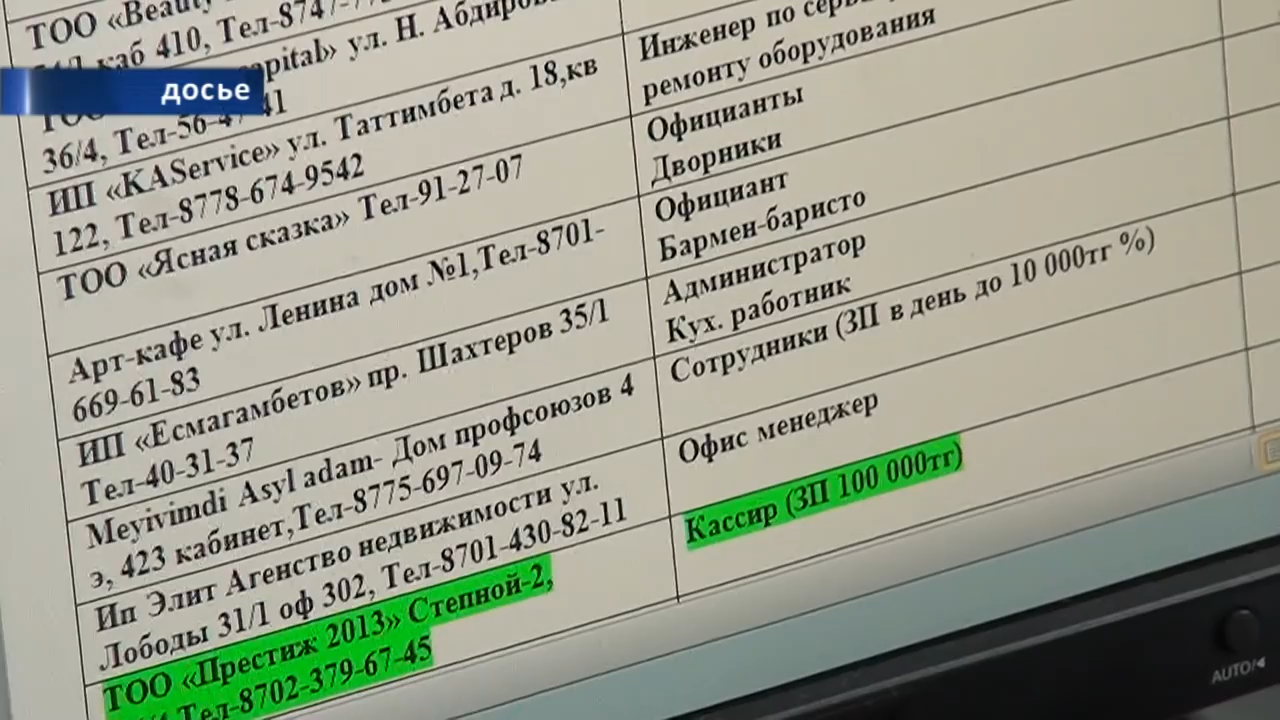 ТОО «Beauty
каб 410, Тел-8747-
ул. Н. Абдиров
36/4, Тел-56-47-41
ИП «KAService» ул. Таттимбета д. 18,кв
122, Тел-8778-674-9542
ТОО «Ясная сказка» Тел-91-27-07
Арт-кафе ул. Ленина дом №1,Тел-8701-
669-61-83
ИП «Есмагамбетов» пр. Шахтеров 35/1
Тел-40-31-37
Meyivimdi Asyl adam- Дом профсоюзов 4
э, 423 кабинет,Тел-8775-697-09-74
Ип Элит Агенство недвижимости ул.
Лободы 31/1 оф 302, Тел-8701-430-82-11
ТОО «Престиж 2013» Степной-2,
Тел-8702-379-67-45
Инженер по
ремонту оборудования
Официанты
Дворники
Официант
Бармен-баристо
Администратор
Кух. работник
Сотрудники (ЗП в день до 10 000тг %)
Офис менеджер
Кассир (ЗП 100 000тг)
досье
AUTO/